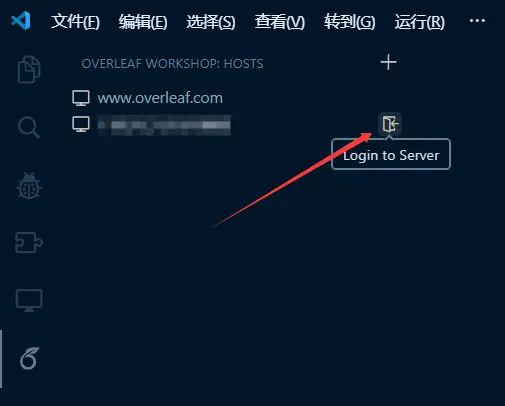 文件(F) 编辑(E) 选择(S) 查看(V) 转到(G) 运行(R) ···
OVERLEAF WORKSHOP: HOSTS
www.overleaf.com
Login to Server